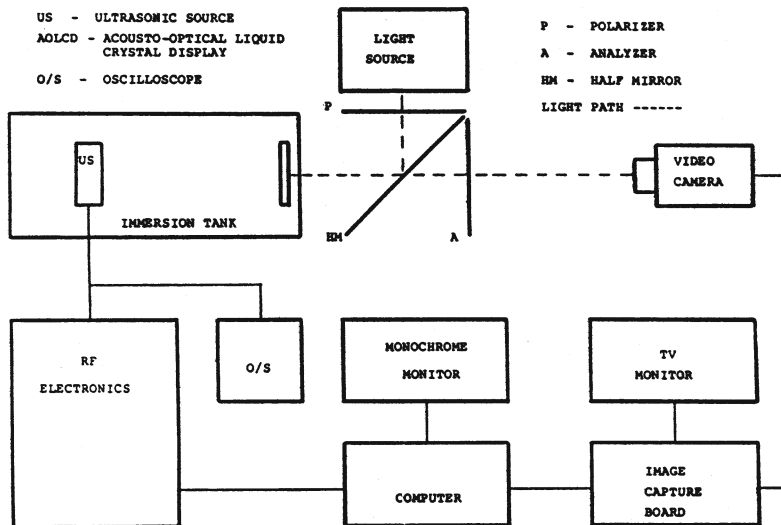 US - ULTRASONIC SOURCE
AOLCD - ACOUSTO-OPTICAL LIQUID
CRYSTAL DISPLAY
O/S - OSCILLOSCOPE
LIGHT
SOURCE
P - POLARIZER
A - ANALYZER
HM - HALF MIRROR
LIGHT PATH ------
P
US
IMMERSION TANK
HM
A
VIDEO
CAMERA
RF
ELECTRONICS
O/S
MONOCHROME
MONITOR
TV
MONITOR
COMPUTER
IMAGE
CAPTURE
BOARD